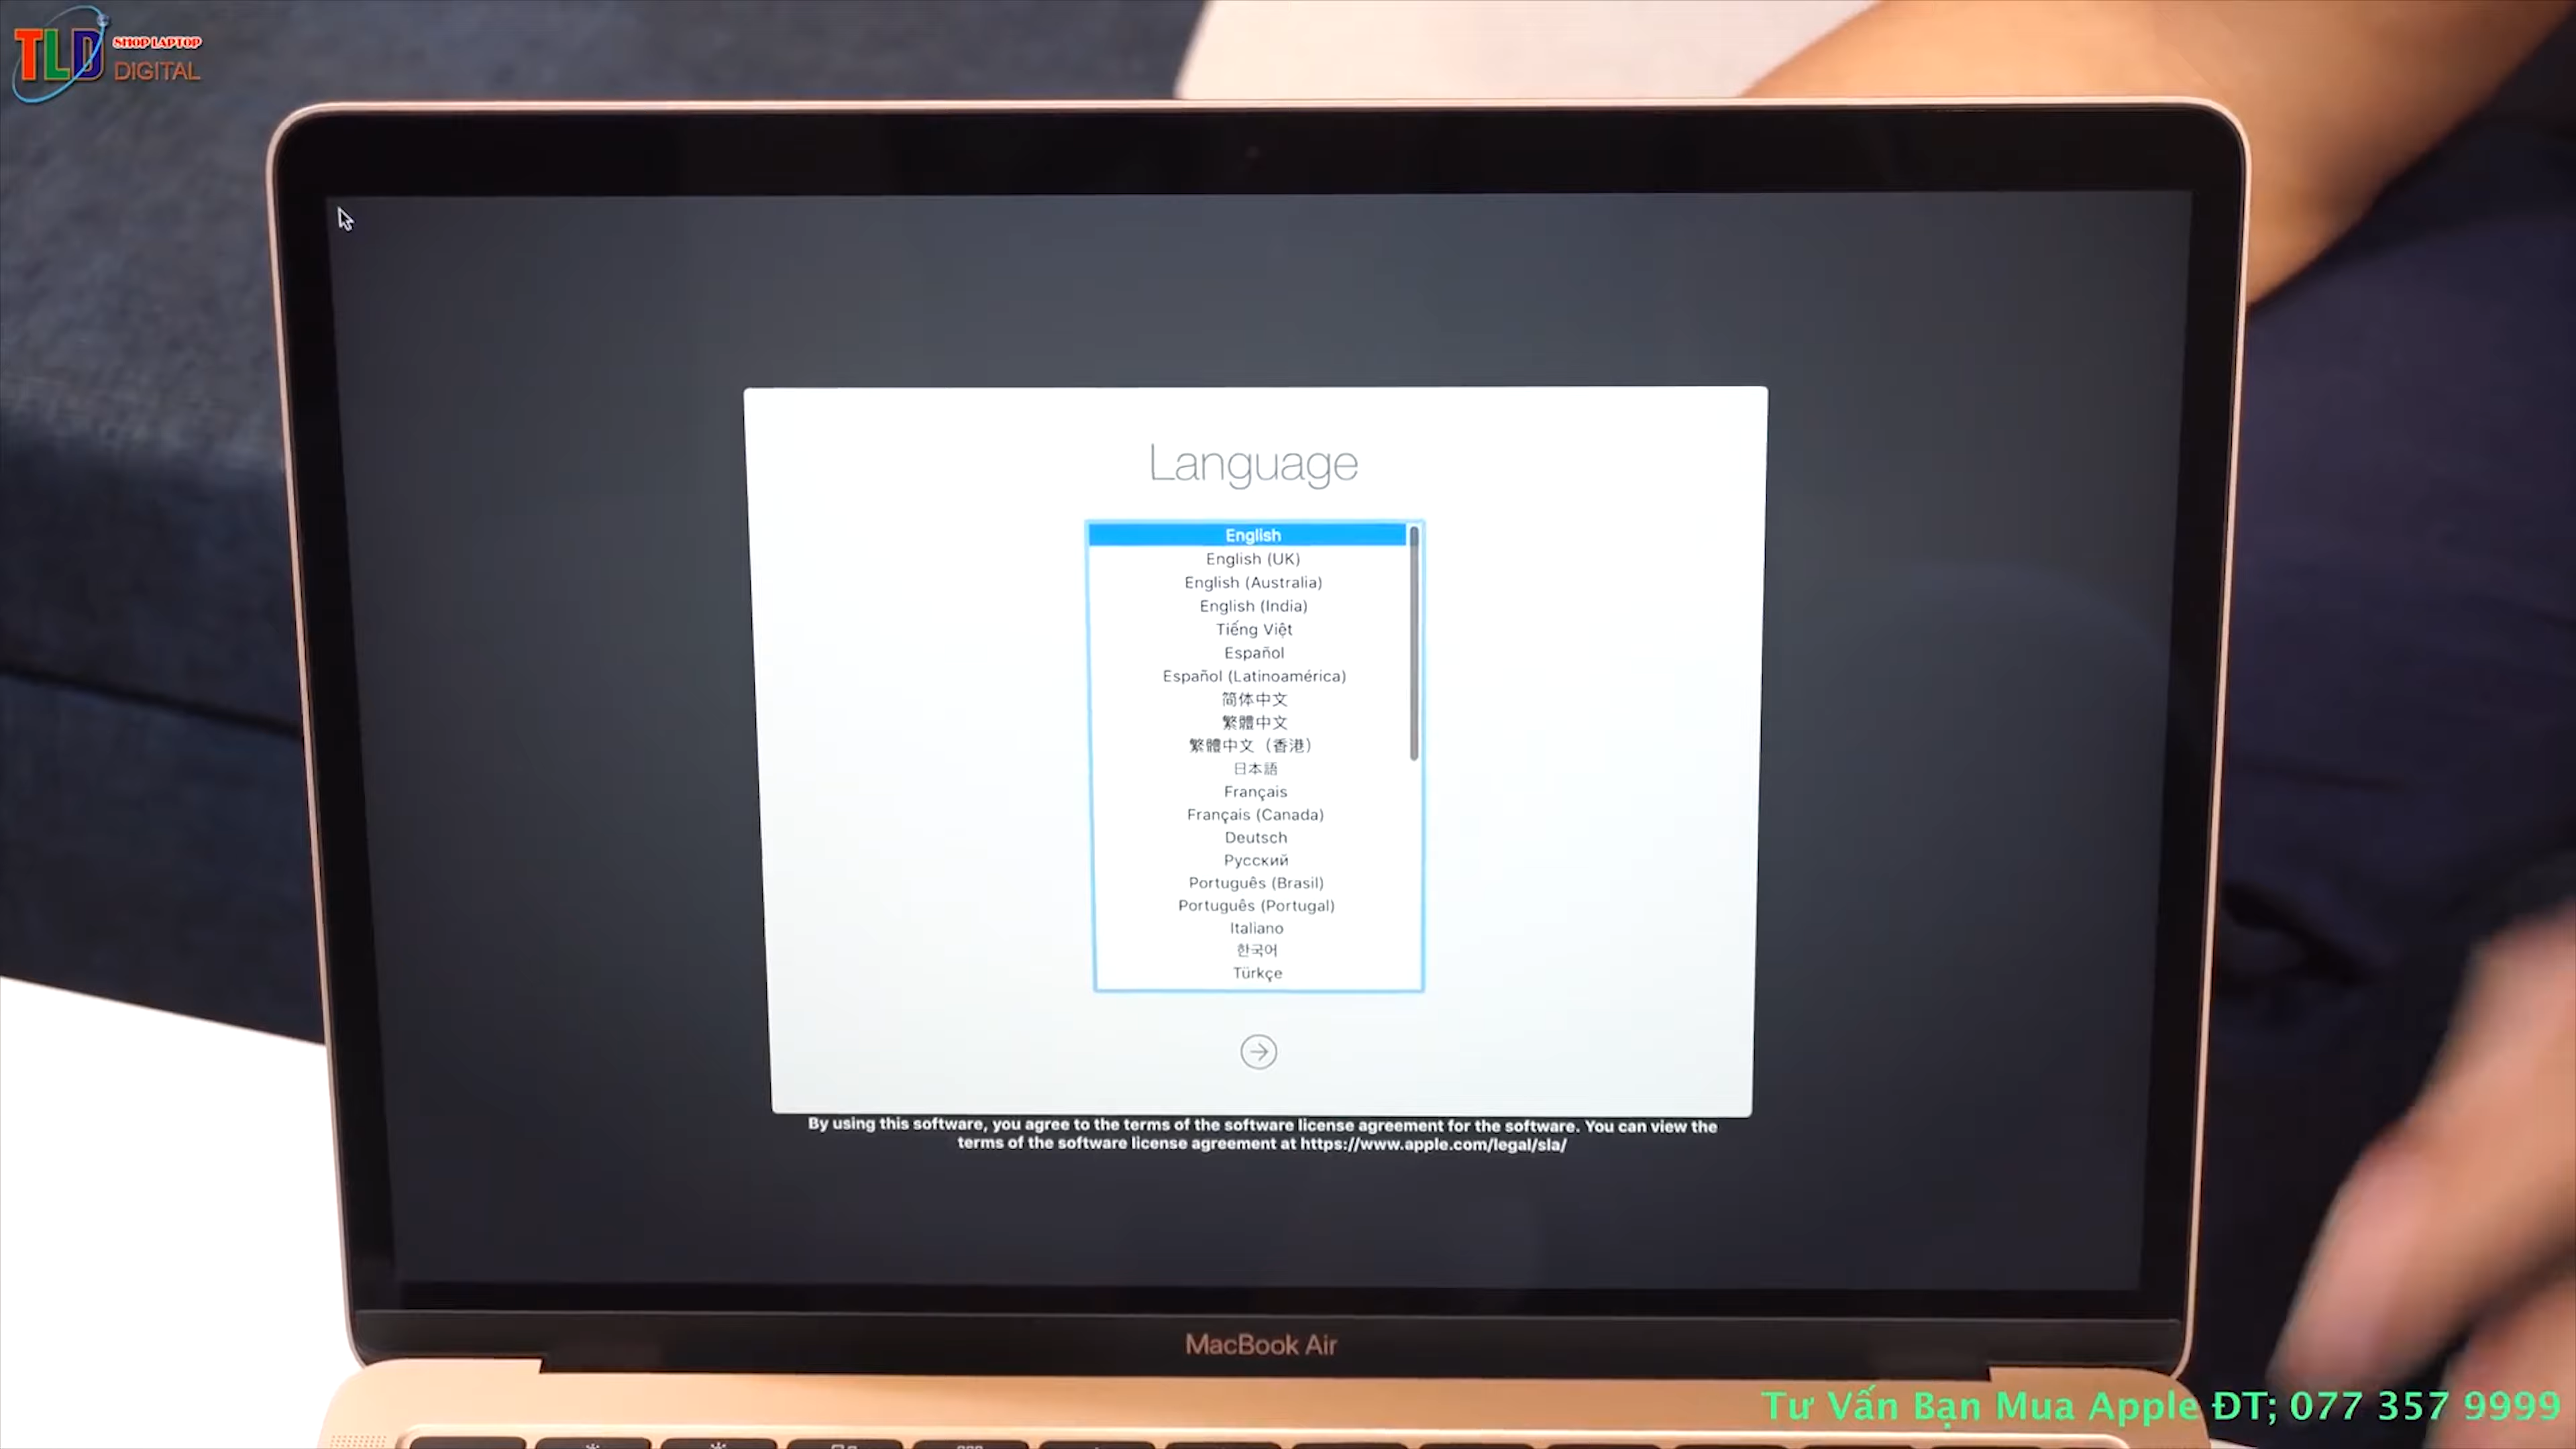 TLD SHOP LAPTOP
DIGITAL
Language
English
English (UK)
English (Australia)
English (India)
Tiếng Việt
Español
Español (Latinoamérica)
简体中文
繁體中文
繁體中文（香港）
日本語
Français
Français (Canada)
Deutsch
Русский
Português (Brasil)
Português (Portugal)
Italiano
한국어
Türkçe
By using this software, you agree to the terms of the software license agreement for the software. You can view the
terms of the software license agreement at https://www.apple.com/legal/sla/
MacBook Air
Tư Vấn Bạn Mua Apple ĐT; 077 357 9999